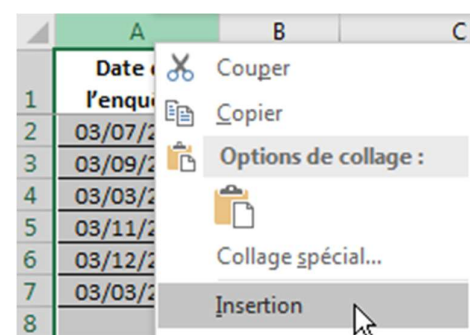 A B C
1 Date
l'enqu
Couper
Copier
2 03/07/2
3 03/09/2
Options de collage :
4 03/03/2
5 03/11/2
6 03/12/2
Collage spécial...
7 03/03/2
Insertion
8